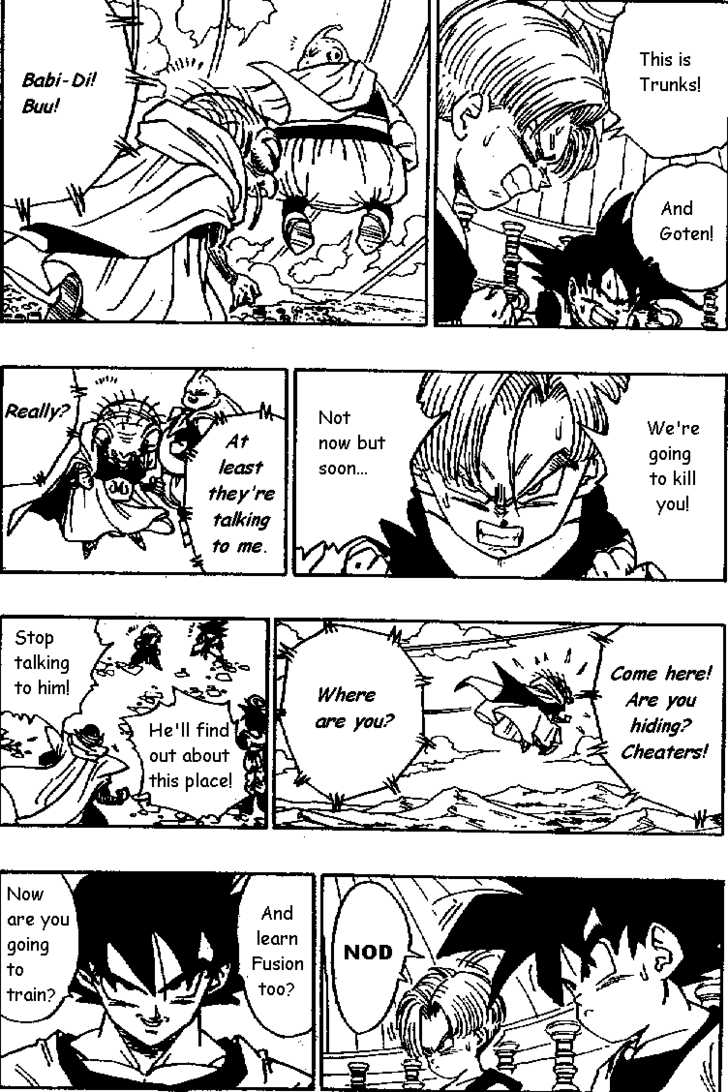 Babi-Di!
Buu!
This is
Trunks!
And
Goten!
Really?
At
least
they're
talking
to me.
Not
now but
soon...
We're
going
to kill
you!
Stop
talking
to him!
He'll find
out about
this place!
Where
are you?
Come here!
Are you
hiding?
Cheaters!
Now
are you
going
to
train?
And
learn
Fusion
too?
NOD